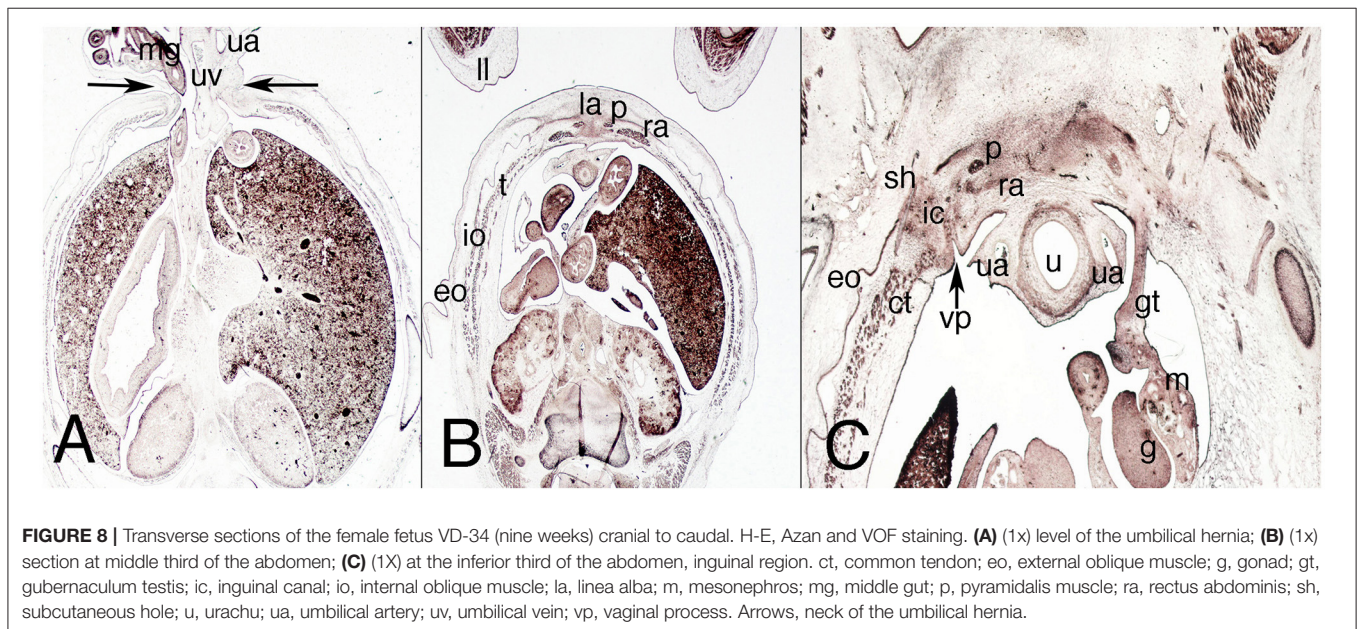 mg ua
uv
A
ll
la p
ra
t
io
eo
B
p
sh
ra
ic
eo
ua u ua
ct
vp
gt
m
g
C
FIGURE 8 | Transverse sections of the female fetus VD-34 (nine weeks) cranial to caudal. H-E, Azan and VOF staining. (A) (1x) level of the umbilical hernia; (B) (1x)
section at middle third of the abdomen; (C) (1X) at the inferior third of the abdomen, inguinal region. ct, common tendon; eo, external oblique muscle; g, gonad; gt,
gubernaculum testis; ic, inguinal canal; io, internal oblique muscle; la, linea alba; m, mesonephros; mg, middle gut; p, pyramidalis muscle; ra, rectus abdominis; sh,
subcutaneous hole; u, urachu; ua, umbilical artery; uv, umbilical vein; vp, vaginal process. Arrows, neck of the umbilical hernia.